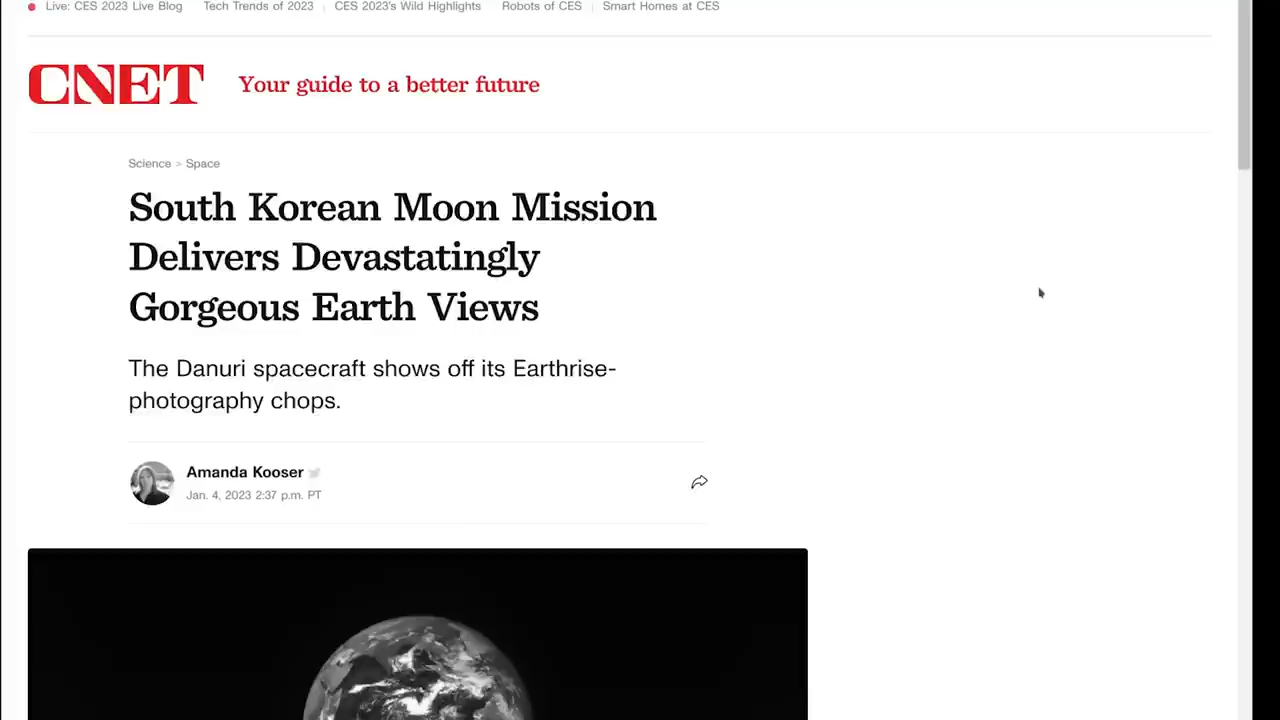 Live: CES 2023 Live Blog Tech Trends of 2023 CES 2023's Wild Highlights Robots of CES Smart Homes at CES
CNET Your guide to a better future
Science > Space
South Korean Moon Mission
Delivers Devastatingly
Gorgeous Earth Views
The Danuri spacecraft shows off its Earthrise-
photography chops.
Amanda Kooser
Jan. 4, 2023 2:37 p.m. PT